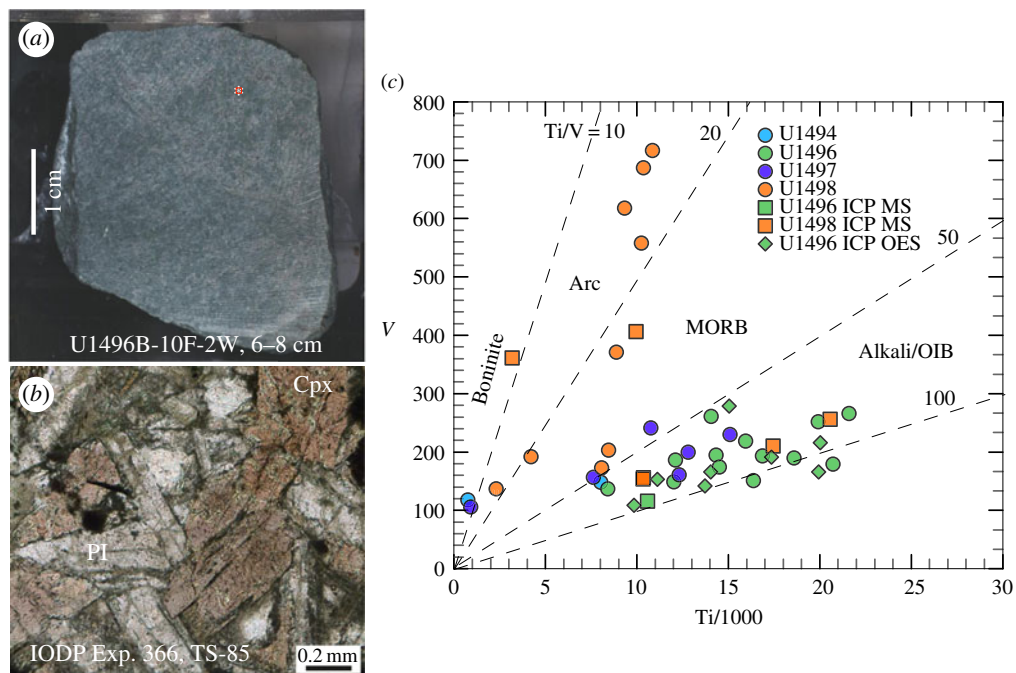 (a)
1 cm
U1496B-10F-2W, 6–8 cm
(b)
Cpx
PI
IODP Exp. 366, TS-85
0.2 mm
(c)
800
700
600
500
400
300
200
100
0
V
0
5
10
15
20
25
30
Ti/1000
Ti/V = 10
20
50
100
Boninite
Arc
MORB
Alkali/OIB
U1494
U1496
U1497
U1498
U1496 ICP MS
U1498 ICP MS
U1496 ICP OES